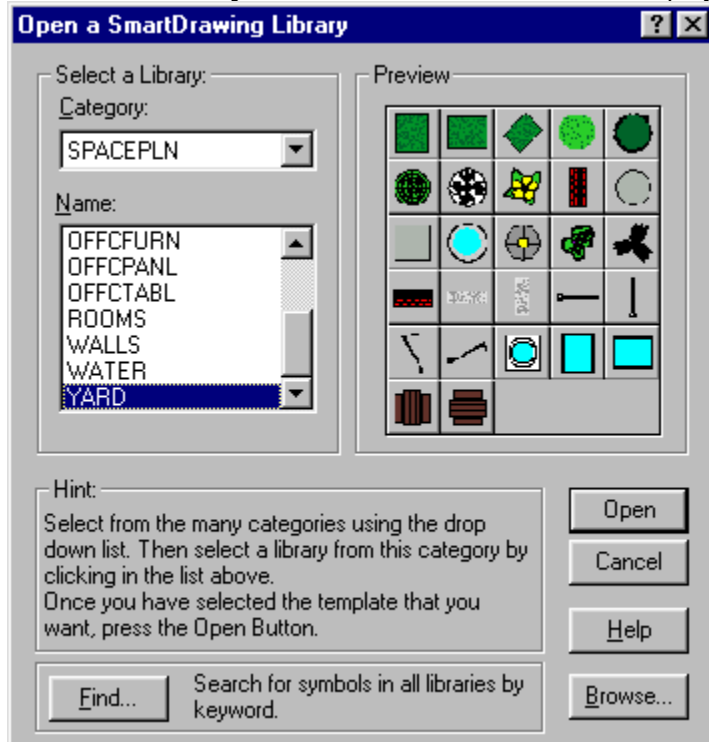 Open a SmartDrawing Library
Select a Library:
Category:
SPACEPLN
Name:
OFFCFURN
OFFCPANL
OFFCTABL
ROOMS
WALLS
WATER
YARD
Preview
Hint:
Select from the many categories using the drop
down list. Then select a library from this category by
clicking in the list above.
Once you have selected the template that you
want, press the Open Button.
Open
Cancel
Help
Find...
Search for symbols in all libraries by
keyword.
Browse...